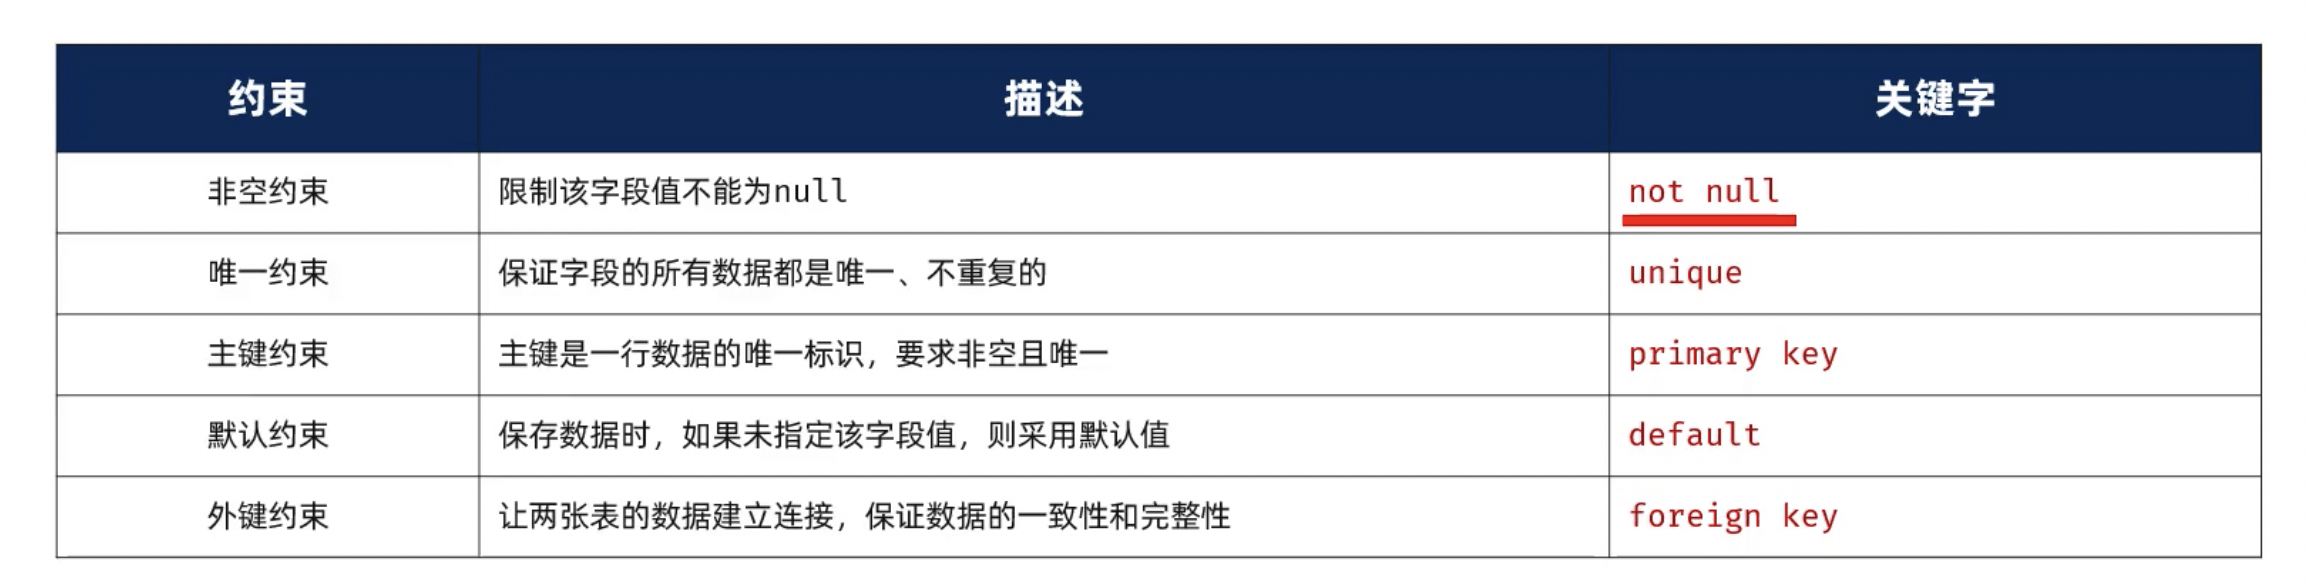 约束 描述 关键字
非空约束 限制该字段值不能为null not null
唯一约束 保证字段的所有数据都是唯一、不重复的 unique
主键约束 主键是一行数据的唯一标识，要求非空且唯一 primary key
默认约束 保存数据时，如果未指定该字段值，则采用默认值 default
外键约束 让两张表的数据建立连接，保证数据的一致性和完整性 foreign key